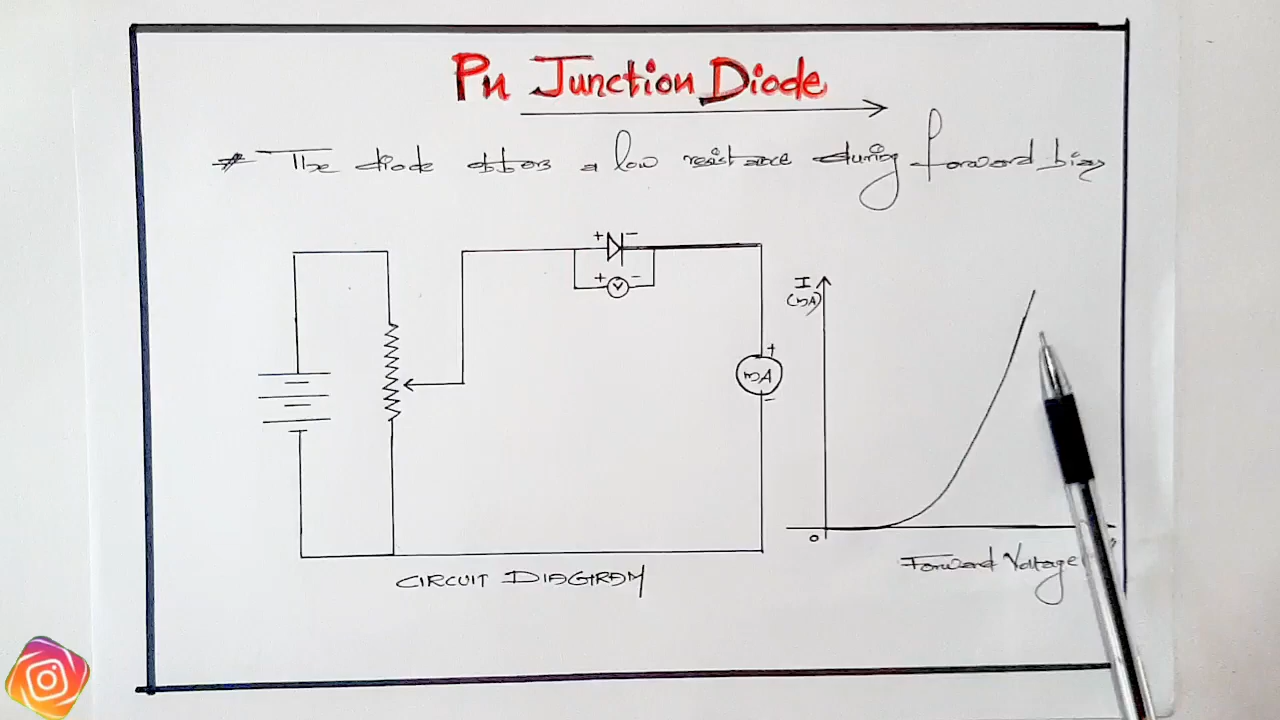 Pn Junction Diode
* The diode offers a low resistance during forward bias
+ −
+ −
V
I
(mA)
+
mA
−
0
Forward Voltage
CIRCUIT DIAGRAM